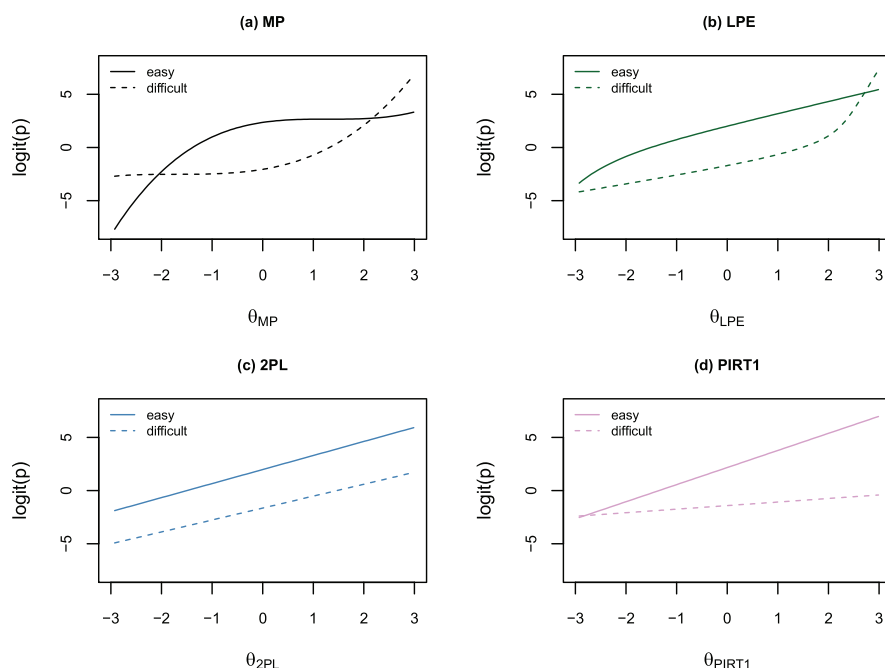 (a) MP
easy
difficult
logit(p)
5
0
−5
−3 −2 −1 0 1 2 3
θMP
(b) LPE
easy
difficult
logit(p)
5
0
−5
−3 −2 −1 0 1 2 3
θLPE
(c) 2PL
easy
difficult
logit(p)
5
0
−5
−3 −2 −1 0 1 2 3
θ2PL
(d) PIRT1
easy
difficult
logit(p)
5
0
−5
−3 −2 −1 0 1 2 3
θPIRT1